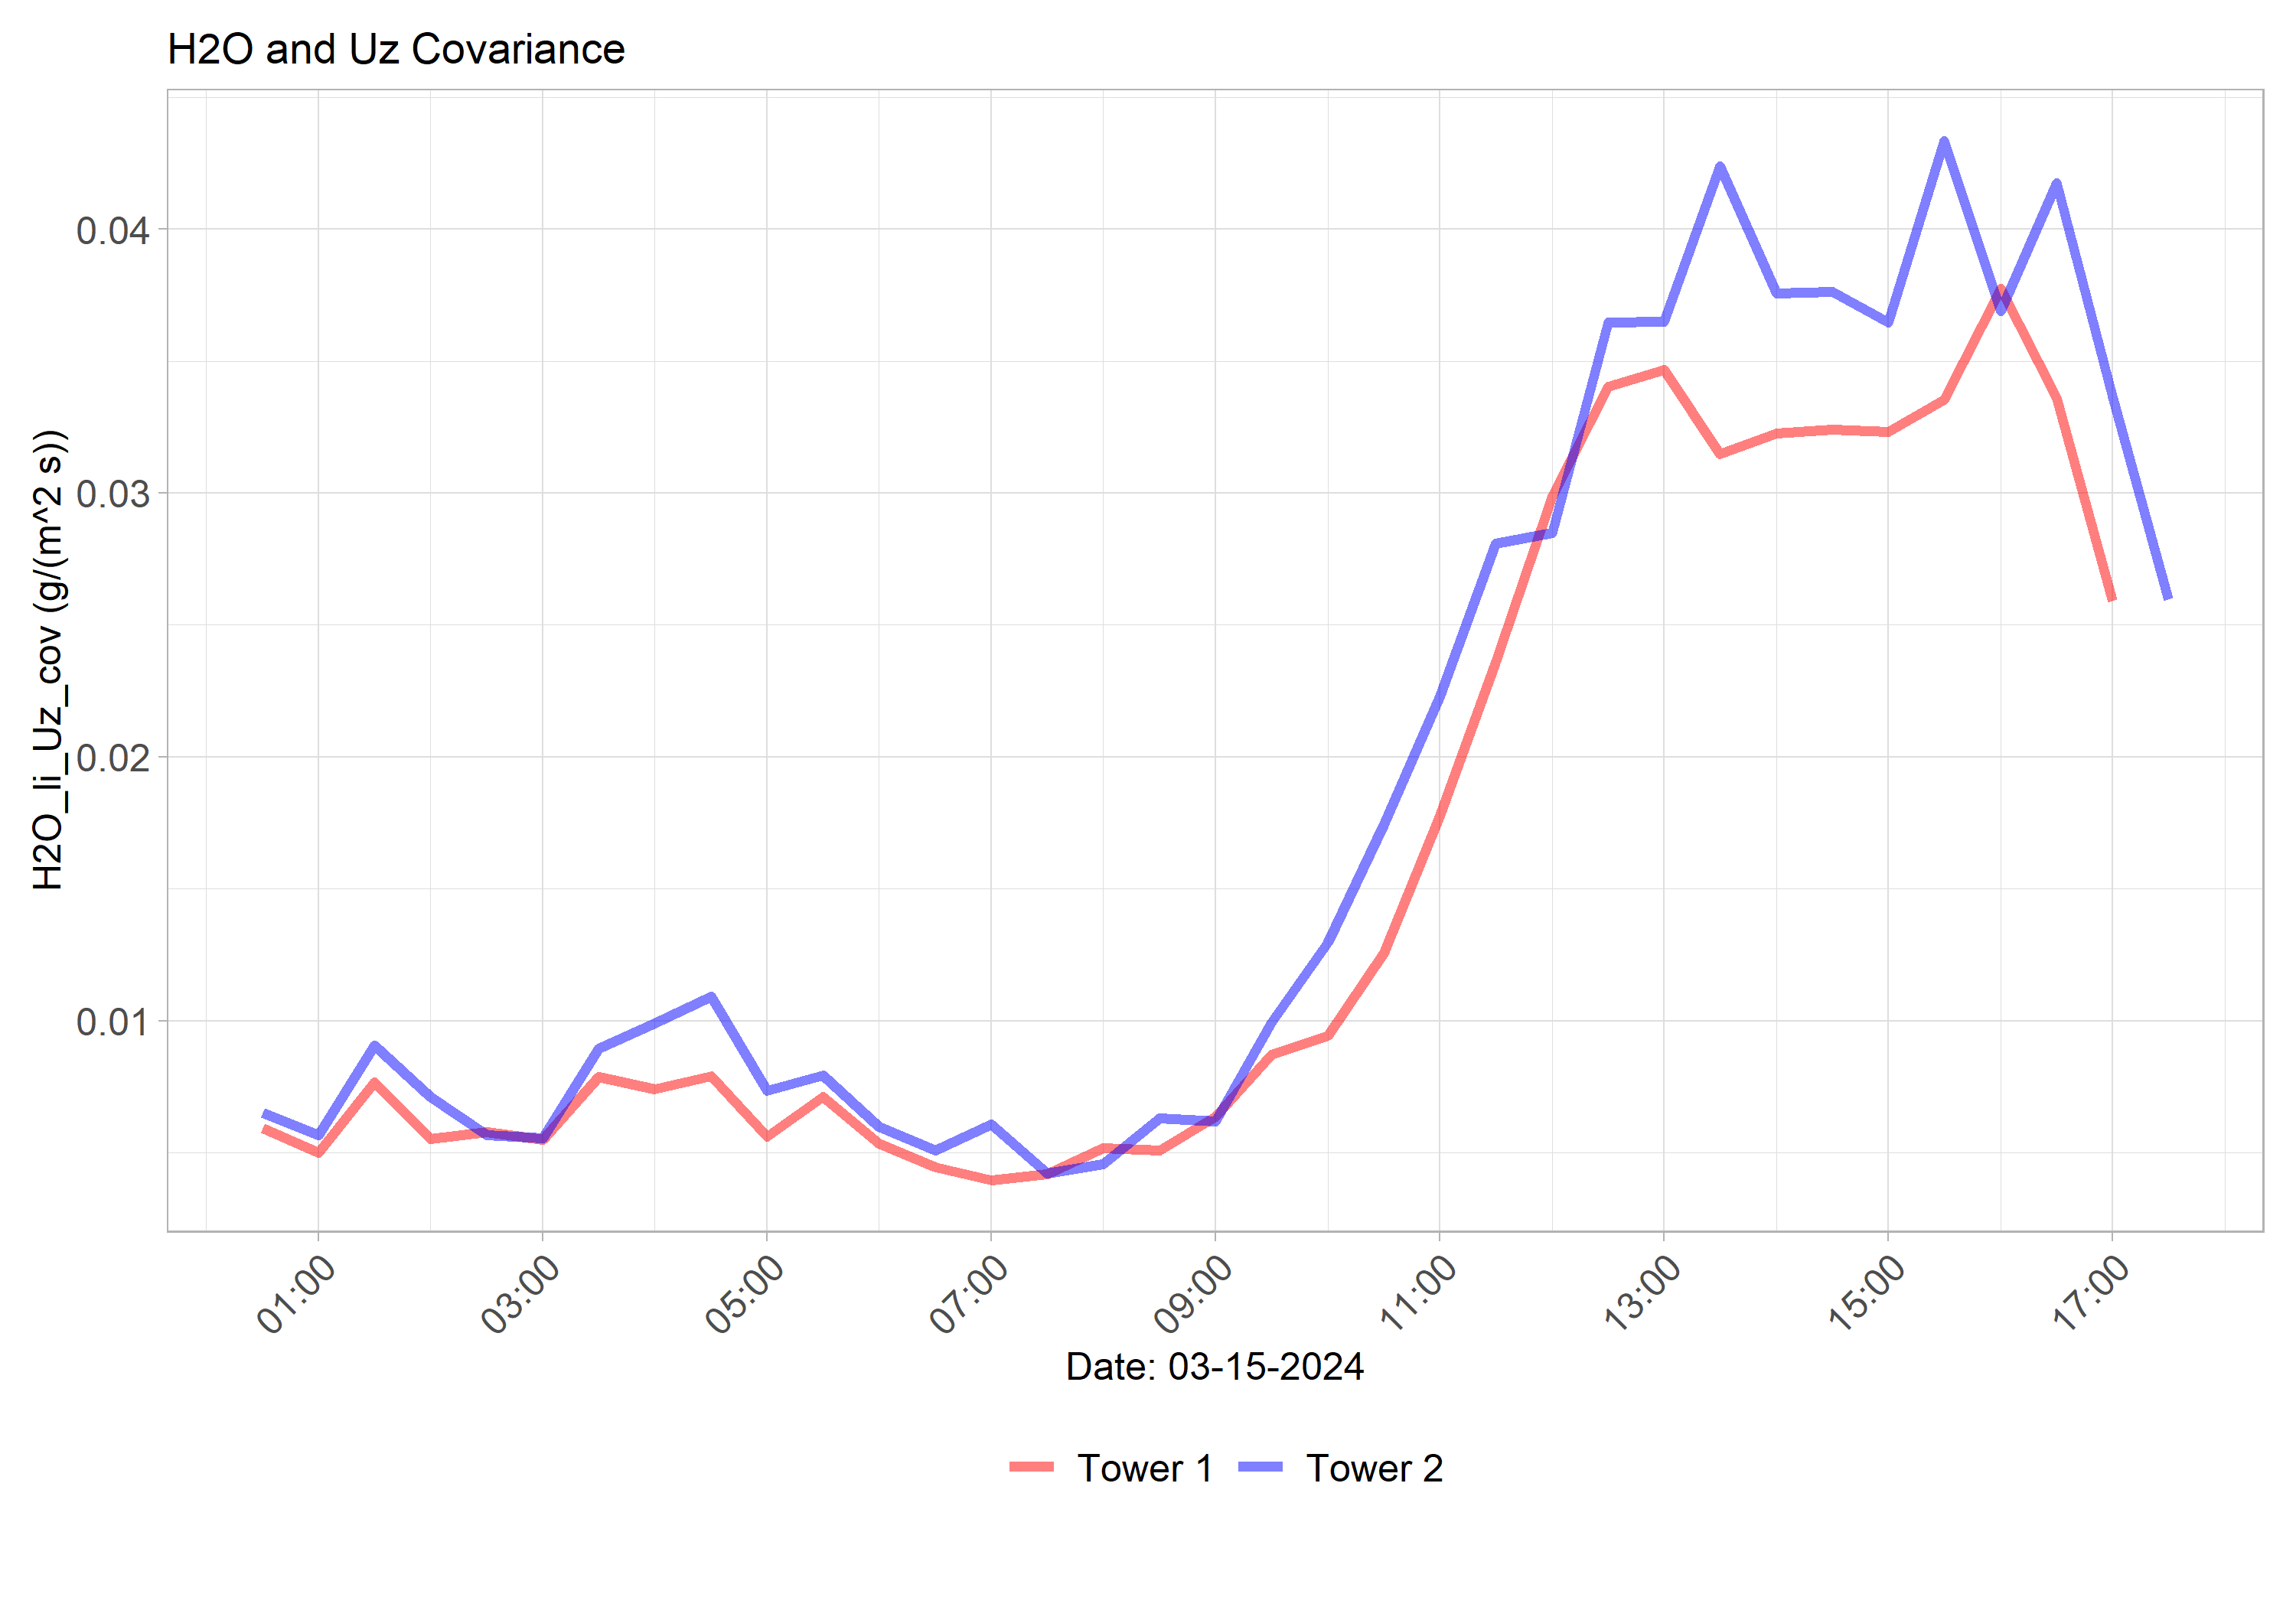 H2O and Uz Covariance
H2O_li_Uz_cov (g/(m^2 s))
0.04
0.03
0.02
0.01
01:00
03:00
05:00
07:00
09:00
11:00
13:00
15:00
17:00
Date: 03-15-2024
Tower 1
Tower 2